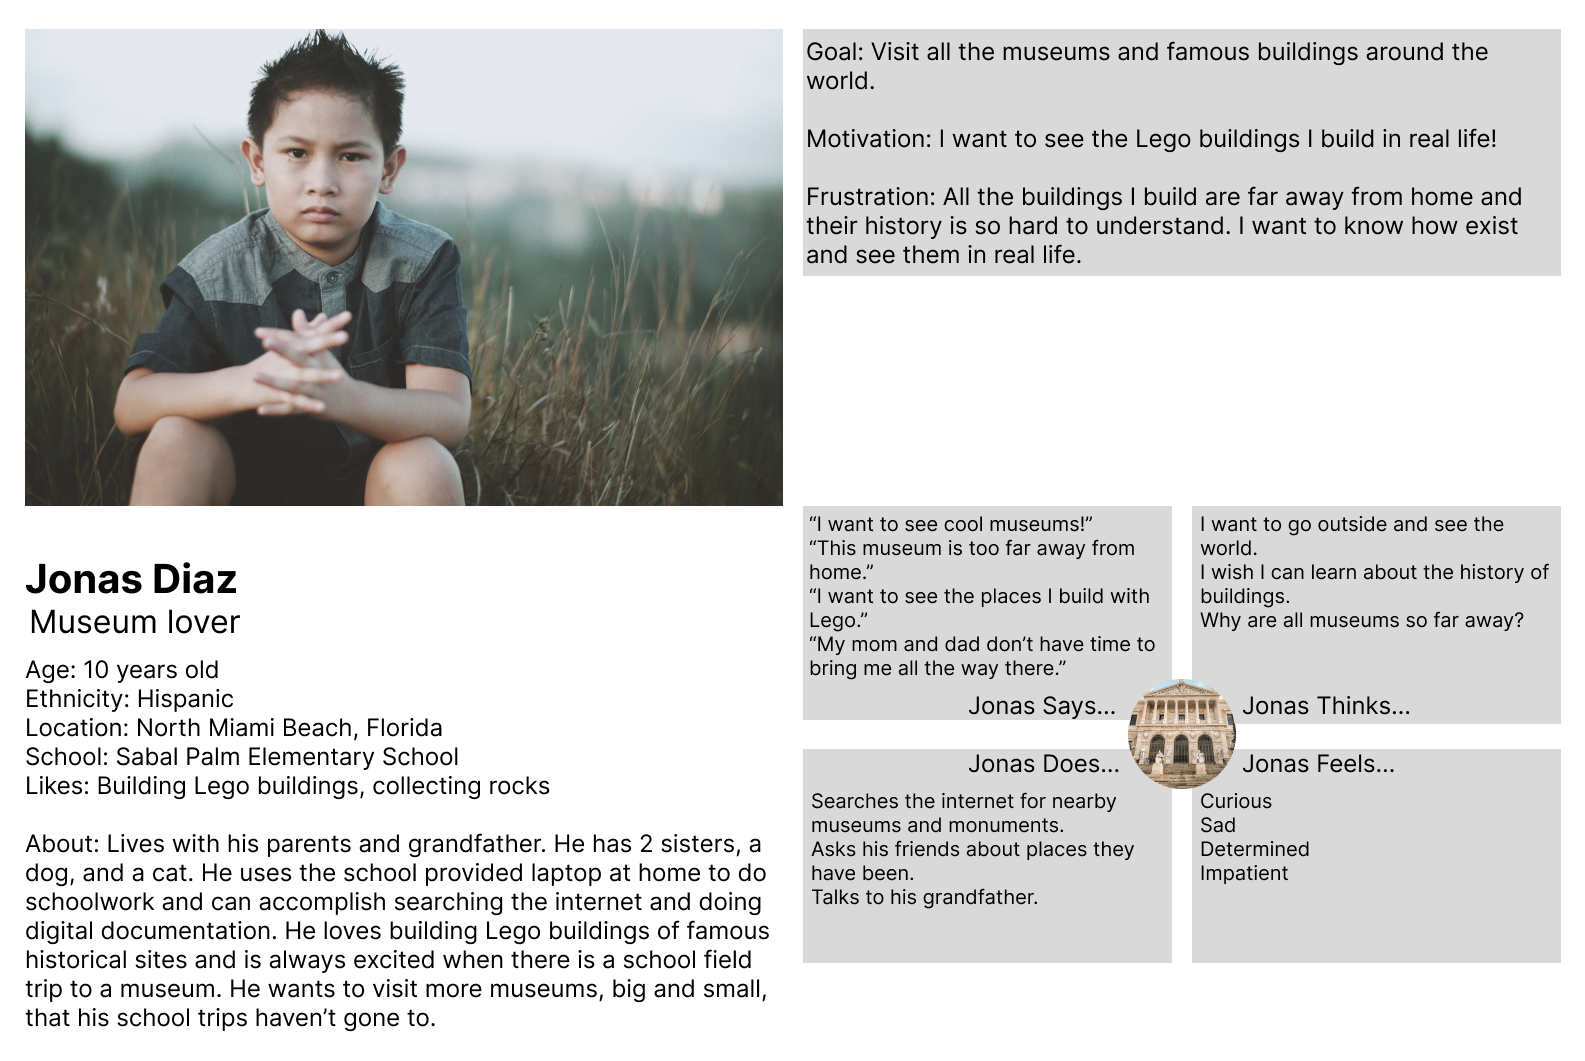 Jonas Diaz
Museum lover
Age: 10 years old
Ethnicity: Hispanic
Location: North Miami Beach, Florida
School: Sabal Palm Elementary School
Likes: Building Lego buildings, collecting rocks
About: Lives with his parents and grandfather. He has 2 sisters, a
dog, and a cat. He uses the school provided laptop at home to do
schoolwork and can accomplish searching the internet and doing
digital documentation. He loves building Lego buildings of famous
historical sites and is always excited when there is a school field
trip to a museum. He wants to visit more museums, big and small,
that his school trips haven’t gone to.
Goal: Visit all the museums and famous buildings around the
world.
Motivation: I want to see the Lego buildings I build in real life!
Frustration: All the buildings I build are far away from home and
their history is so hard to understand. I want to know how exist
and see them in real life.
“I want to see cool museums!”
“This museum is too far away from
home.”
“I want to see the places I build with
Lego.”
“My mom and dad don’t have time to
bring me all the way there.”
Jonas Says...
I want to go outside and see the
world.
I wish I can learn about the history of
buildings.
Why are all museums so far away?
Jonas Thinks...
Jonas Does...
Searches the internet for nearby
museums and monuments.
Asks his friends about places they
have been.
Talks to his grandfather.
Jonas Feels...
Curious
Sad
Determined
Impatient